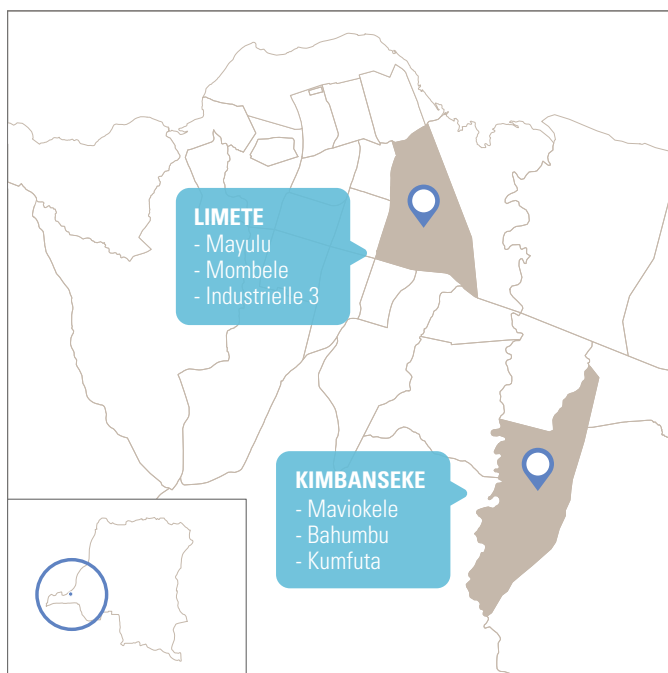 LIMETE
- Mayulu
- Mombele
- Industrielle 3
KIMBANSEKE
- Maviokele
- Bahumbu
- Kumfuta